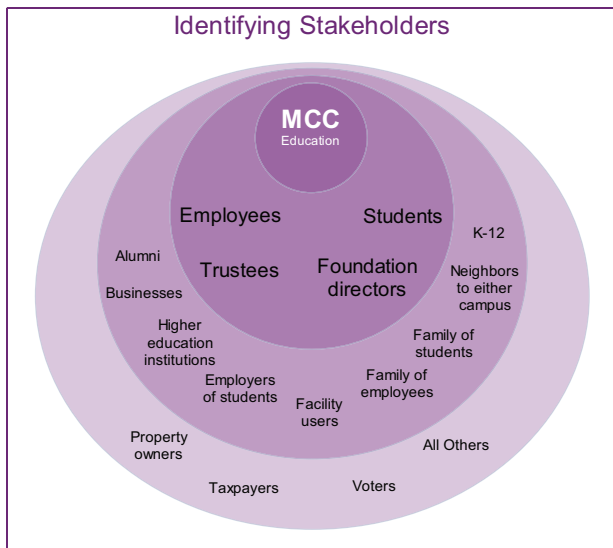 Identifying Stakeholders
MCC
Education
Employees
Students
Trustees
Foundation
directors
Alumni
Businesses
Higher
education
institutions
Employers
of students
Facility
users
Family of
employees
Family of
students
Neighbors
to either
campus
K-12
Property
owners
Taxpayers
Voters
All Others